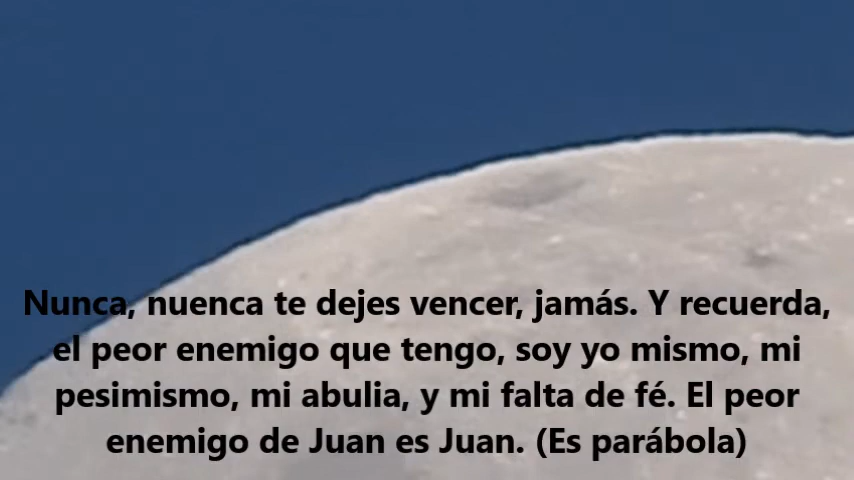 Nunca, nuenca te dejes vencer, jamás. Y recuerda,
el peor enemigo que tengo, soy yo mismo, mi
pesimismo, mi abulia, y mi falta de fé. El peor
enemigo de Juan es Juan. (Es parábola)